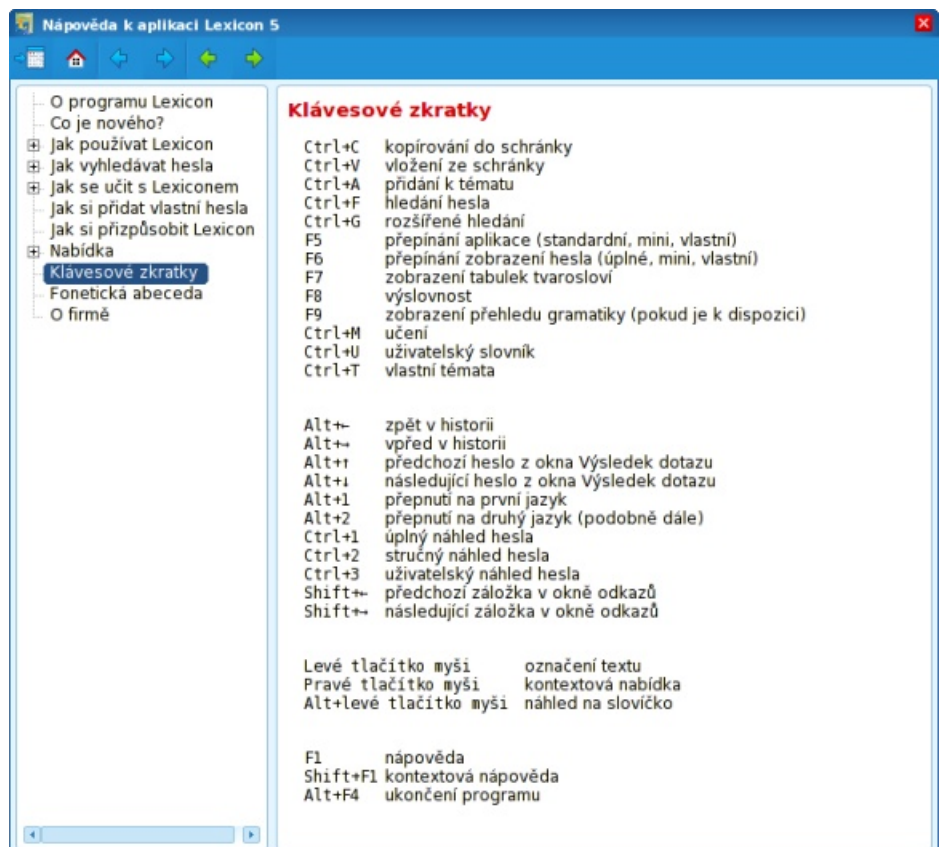 Nápověda k aplikaci Lexicon 5
O programu Lexicon
Co je nového?
Jak používat Lexicon
Jak vyhledávat hesla
Jak se učit s Lexiconem
Jak si přidat vlastní hesla
Jak si přizpůsobit Lexicon
Nabídka
Klávesové zkratky
Fonetická abeceda
O firmě
Klávesové zkratky
Ctrl+C kopírování do schránky
Ctrl+V vložení ze schránky
Ctrl+A přidání k tématu
Ctrl+F hledání hesla
Ctrl+G rozšířené hledání
F5 přepínání aplikace (standardní, mini, vlastní)
F6 přepínání zobrazení hesla (úplné, mini, vlastní)
F7 zobrazení tabulek tvarosloví
F8 výslovnost
F9 zobrazení přehledu gramatiky (pokud je k dispozici)
Ctrl+M učení
Ctrl+U uživatelský slovník
Ctrl+T vlastní témata
Alt+← zpět v historii
Alt+→ vpřed v historii
Alt+↑ předchozí heslo z okna Výsledek dotazu
Alt+↓ následující heslo z okna Výsledek dotazu
Alt+1 přepnutí na první jazyk
Alt+2 přepnutí na druhý jazyk (podobně dále)
Ctrl+1 úplný náhled hesla
Ctrl+2 stručný náhled hesla
Ctrl+3 uživatelský náhled hesla
Shift+← předchozí záložka v okně odkazů
Shift+→ následující záložka v okně odkazů
Levé tlačítko myši označení textu
Pravé tlačítko myši kontextová nabídka
Alt+levé tlačítko myši náhled na slovíčko
F1 nápověda
Shift+F1 kontextová nápověda
Alt+F4 ukončení programu